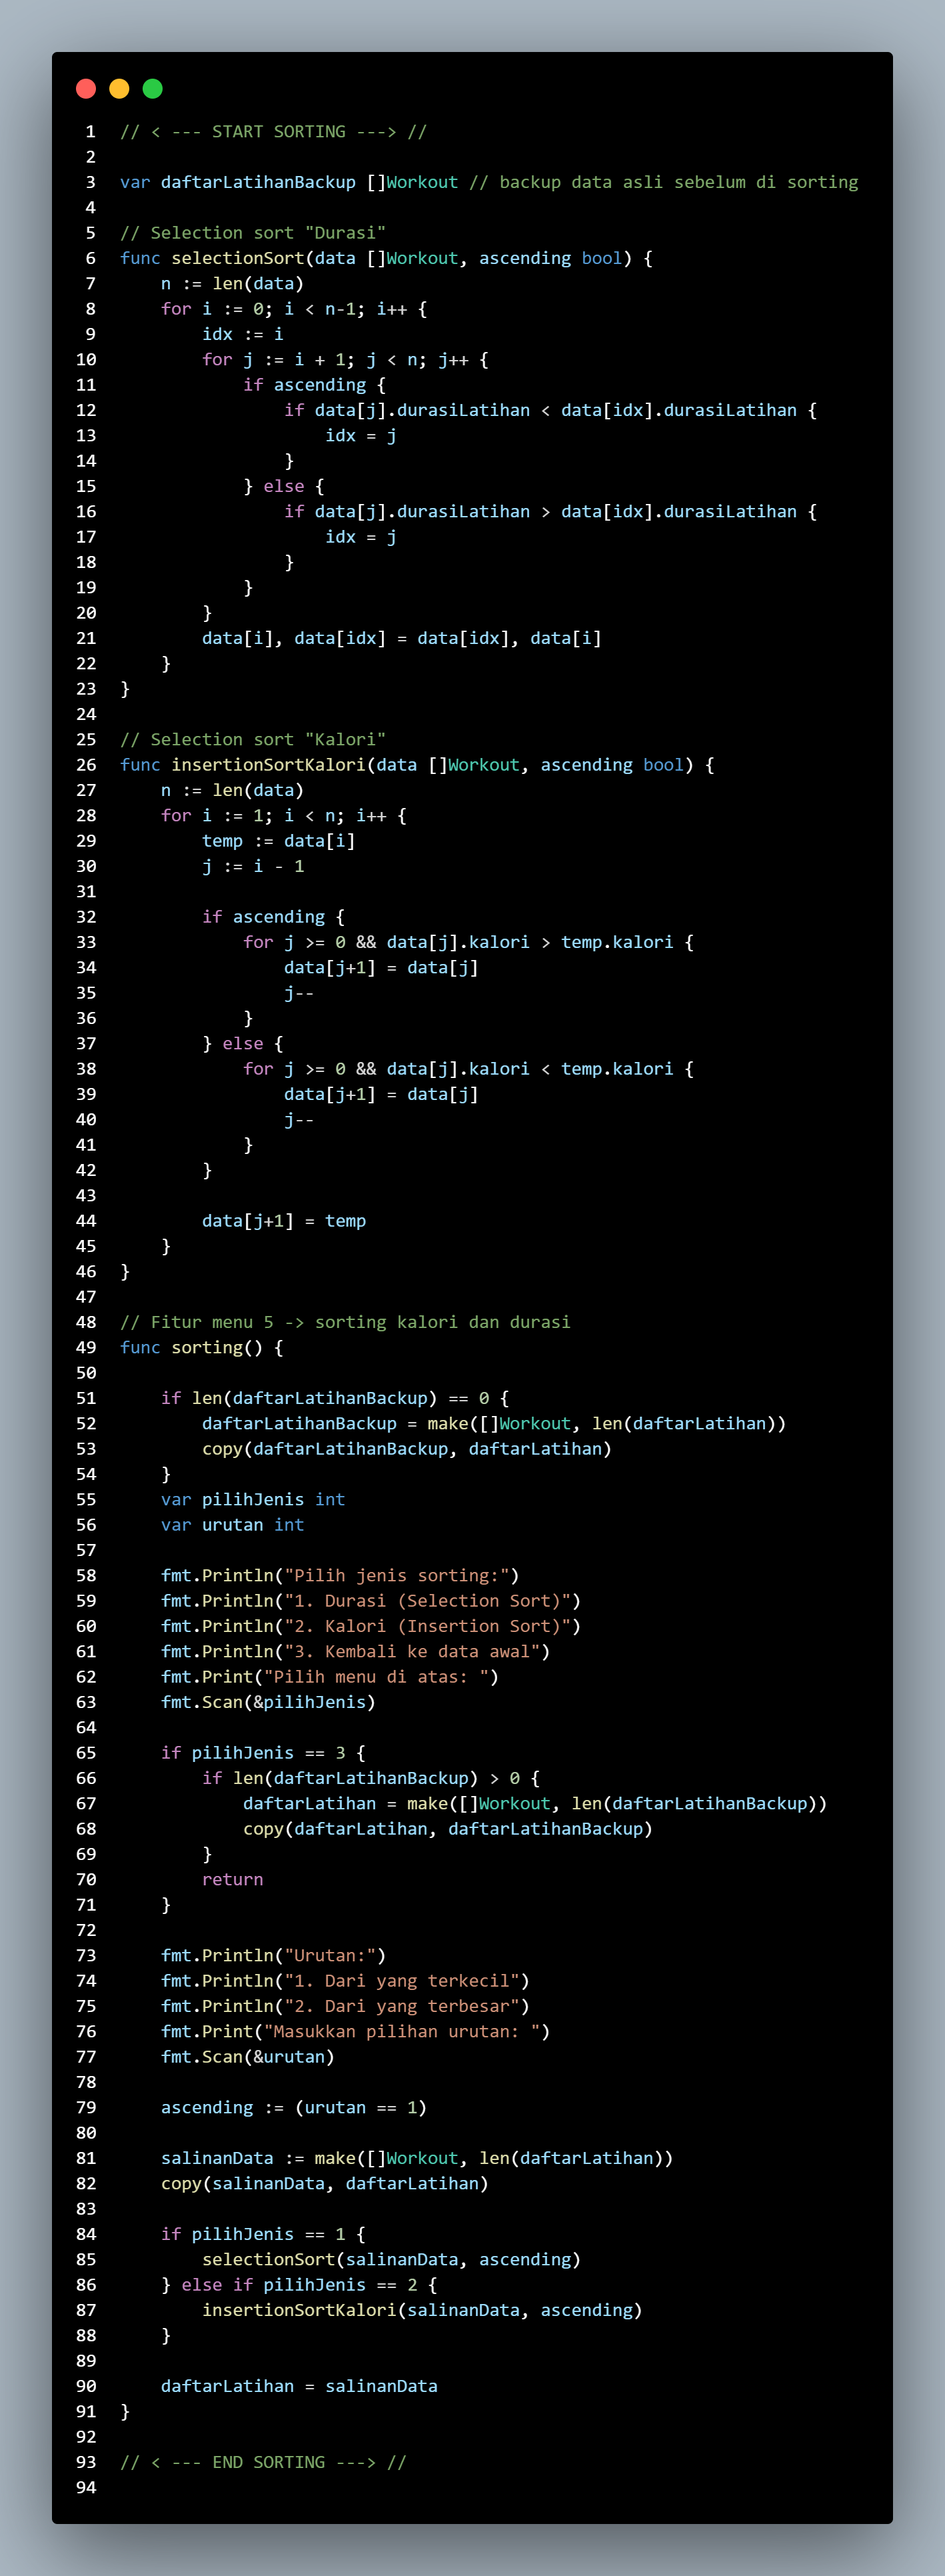 1 // < --- START SORTING ---> //
2
3 var daftarLatihanBackup []Workout // backup data asli sebelum di sorting
4
5 // Selection sort "Durasi"
6 func selectionSort(data []Workout, ascending bool) {
7     n := len(data)
8     for i := 0; i < n-1; i++ {
9         idx := i
10         for j := i + 1; j < n; j++ {
11             if ascending {
12                 if data[j].durasiLatihan < data[idx].durasiLatihan {
13                     idx = j
14                 }
15             } else {
16                 if data[j].durasiLatihan > data[idx].durasiLatihan {
17                     idx = j
18                 }
19             }
20         }
21         data[i], data[idx] = data[idx], data[i]
22     }
23 }
24
25 // Selection sort "Kalori"
26 func insertionSortKalori(data []Workout, ascending bool) {
27     n := len(data)
28     for i := 1; i < n; i++ {
29         temp := data[i]
30         j := i - 1
31
32         if ascending {
33             for j >= 0 && data[j].kalori > temp.kalori {
34                 data[j+1] = data[j]
35                 j--
36             }
37         } else {
38             for j >= 0 && data[j].kalori < temp.kalori {
39                 data[j+1] = data[j]
40                 j--
41             }
42         }
43
44         data[j+1] = temp
45     }
46 }
47
48 // Fitur menu 5 -> sorting kalori dan durasi
49 func sorting() {
50
51     if len(daftarLatihanBackup) == 0 {
52         daftarLatihanBackup = make([]Workout, len(daftarLatihan))
53         copy(daftarLatihanBackup, daftarLatihan)
54     }
55     var pilihJenis int
56     var urutan int
57
58     fmt.Println("Pilih jenis sorting:")
59     fmt.Println("1. Durasi (Selection Sort)")
60     fmt.Println("2. Kalori (Insertion Sort)")
61     fmt.Println("3. Kembali ke data awal")
62     fmt.Print("Pilih menu di atas: ")
63     fmt.Scan(&pilihJenis)
64
65     if pilihJenis == 3 {
66         if len(daftarLatihanBackup) > 0 {
67             daftarLatihan = make([]Workout, len(daftarLatihanBackup))
68             copy(daftarLatihan, daftarLatihanBackup)
69         }
70         return
71     }
72
73     fmt.Println("Urutan:")
74     fmt.Println("1. Dari yang terkecil")
75     fmt.Println("2. Dari yang terbesar")
76     fmt.Print("Masukkan pilihan urutan: ")
77     fmt.Scan(&urutan)
78
79     ascending := (urutan == 1)
80
81     salinanData := make([]Workout, len(daftarLatihan))
82     copy(salinanData, daftarLatihan)
83
84     if pilihJenis == 1 {
85         selectionSort(salinanData, ascending)
86     } else if pilihJenis == 2 {
87         insertionSortKalori(salinanData, ascending)
88     }
89
90     daftarLatihan = salinanData
91 }
92
93 // < --- END SORTING ---> //
94